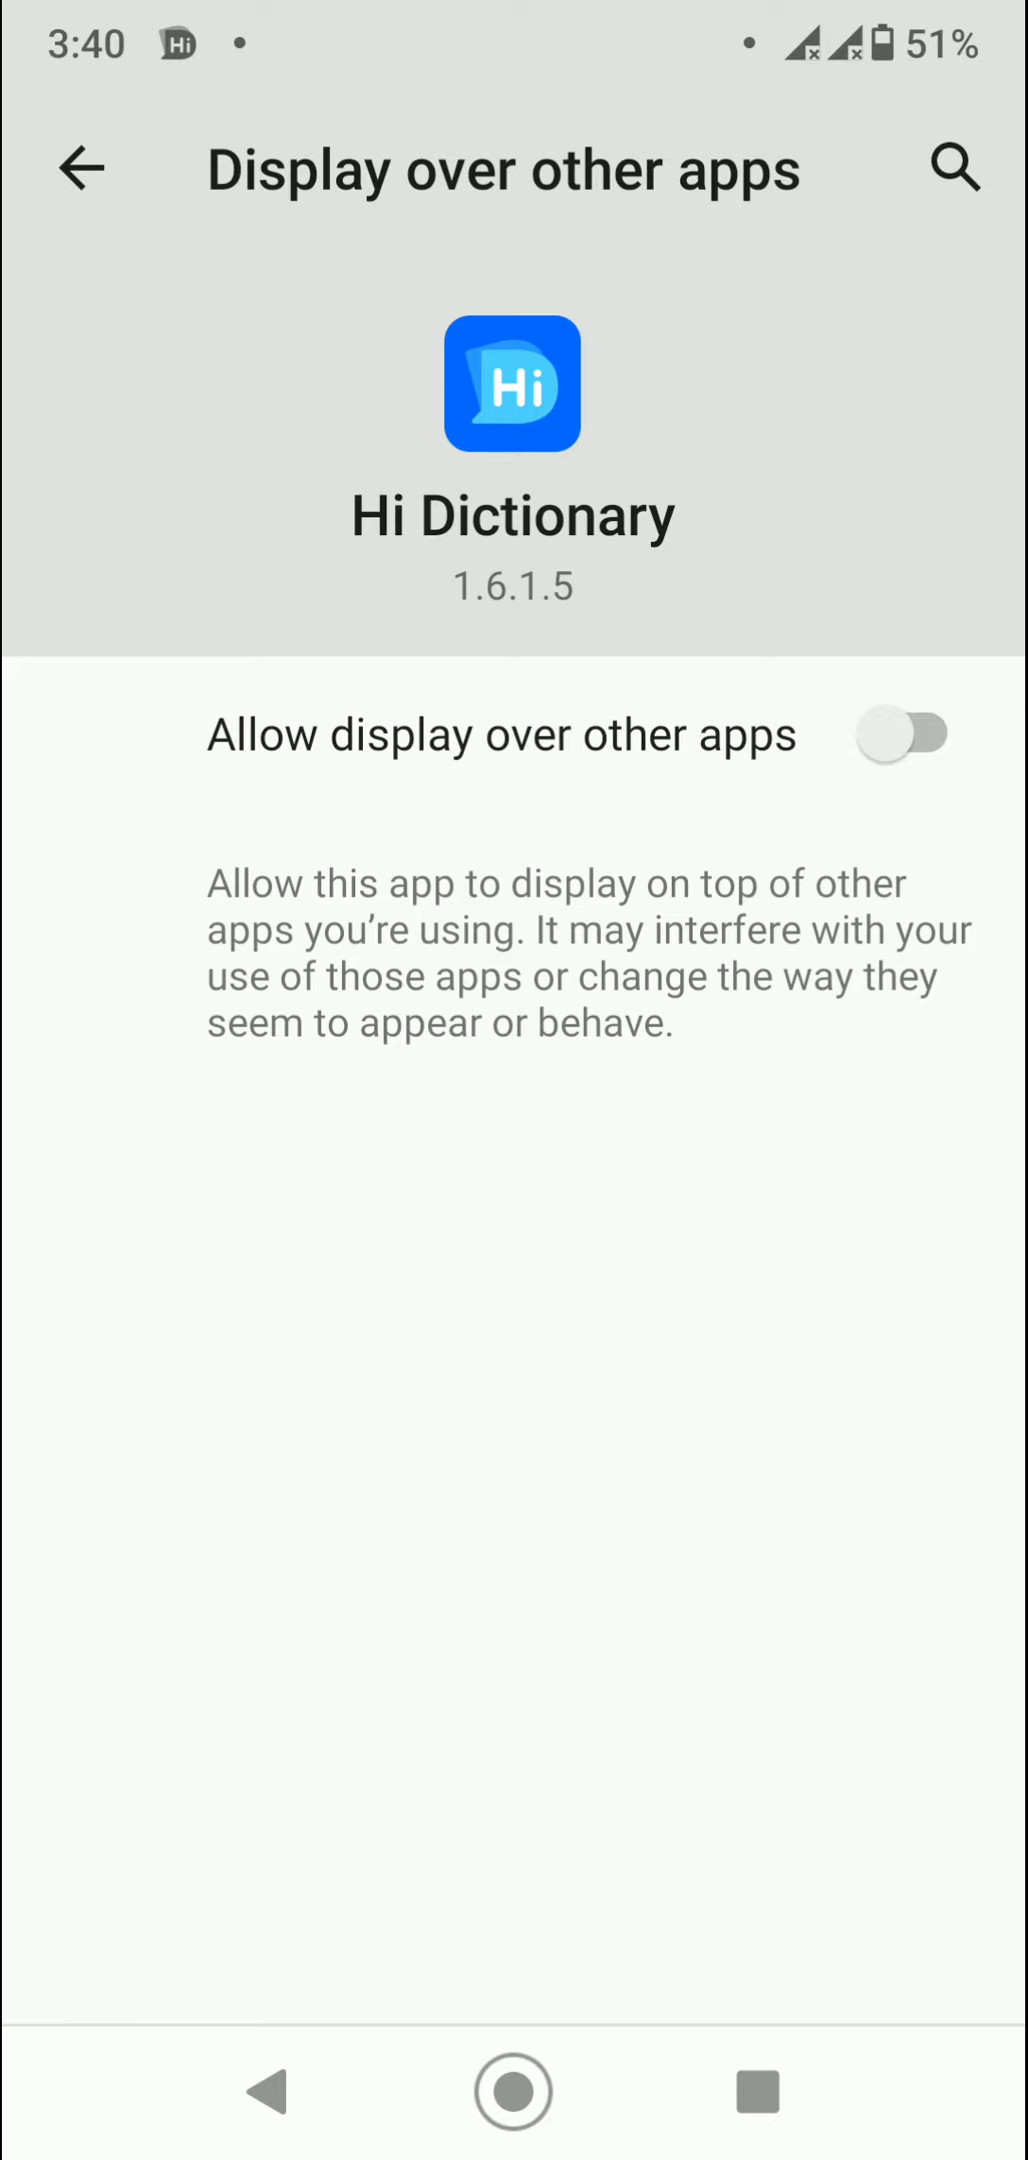 3:40 Hi 51%
Display over other apps
Hi
Hi Dictionary
1.6.1.5
Allow display over other apps
Allow this app to display on top of other
apps you’re using. It may interfere with your
use of those apps or change the way they
seem to appear or behave.